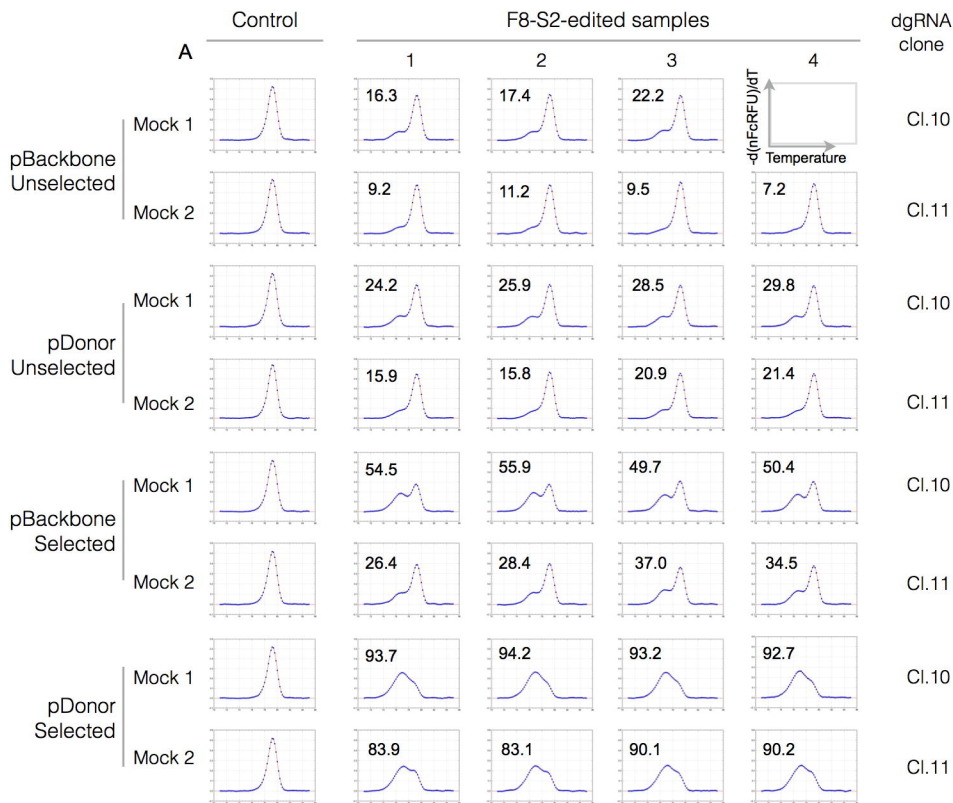 Control
F8-S2-edited samples
dgRNA
clone
A
1
2
3
4
pBackbone
Unselected
Mock 1
16.3
17.4
22.2
-d(nFcRFU)/dT
Temperature
Cl.10
Mock 2
9.2
11.2
9.5
7.2
Cl.11
pDonor
Unselected
Mock 1
24.2
25.9
28.5
29.8
Cl.10
Mock 2
15.9
15.8
20.9
21.4
Cl.11
pBackbone
Selected
Mock 1
54.5
55.9
49.7
50.4
Cl.10
Mock 2
26.4
28.4
37.0
34.5
Cl.11
pDonor
Selected
Mock 1
93.7
94.2
93.2
92.7
Cl.10
Mock 2
83.9
83.1
90.1
90.2
Cl.11